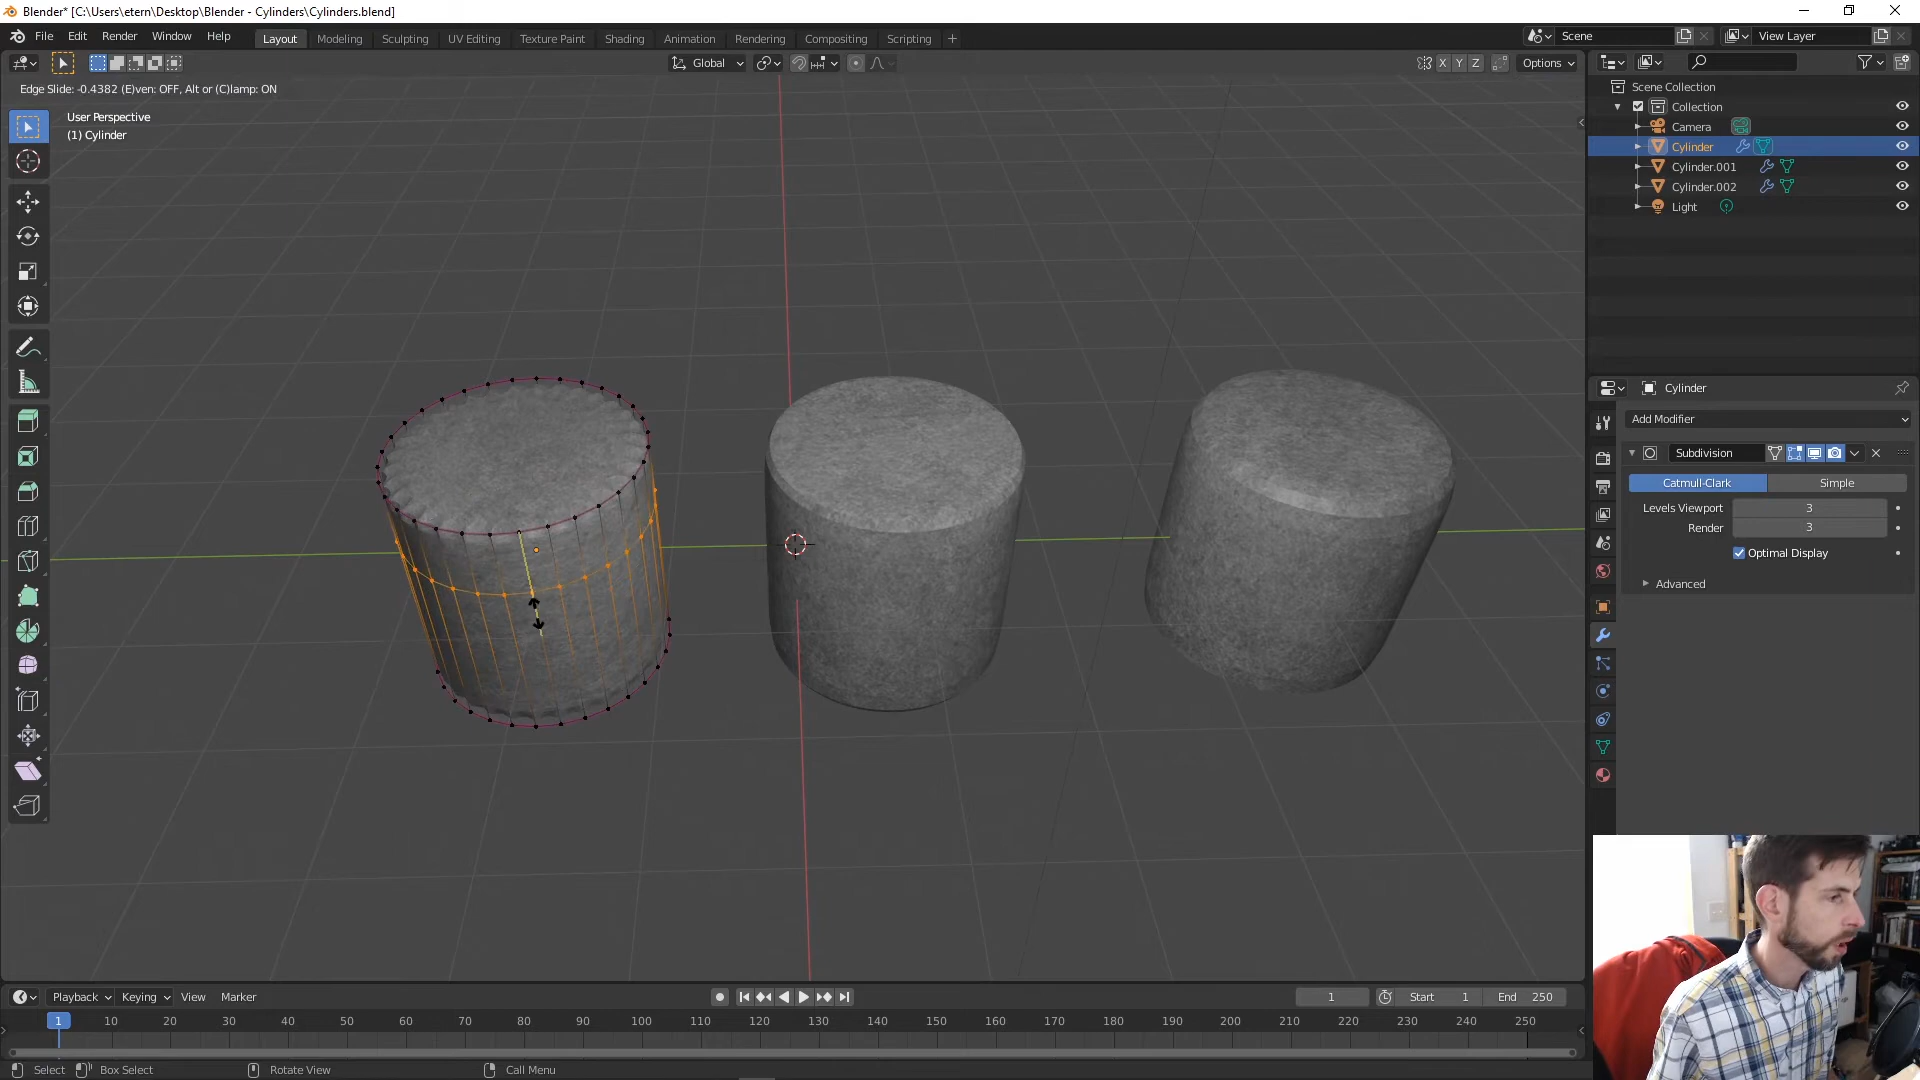 Blender* [C:\Users\etern\Desktop\Blender - Cylinders\Cylinders.blend]
File Edit Render Window Help
Layout Modeling Sculpting UV Editing Texture Paint Shading Animation Rendering Compositing Scripting +
Scene
View Layer
Global
X Y Z
Options
Edge Slide: -0.4382 (E)ven: OFF, Alt or (C)lamp: ON
User Perspective
(1) Cylinder
Scene Collection
Collection
Camera
Cylinder
Cylinder.001
Cylinder.002
Light
Cylinder
Add Modifier
Subdivision
Catmull-Clark Simple
Levels Viewport 3
Render 3
Optimal Display
Advanced
Playback Keying View Marker
1 Start 1 End 250
1 10 20 30 40 50 60 70 80 90 100 110 120 130 140 150 160 170 180 190 200 210 220 230 240 250
Select Box Select Rotate View Call Menu